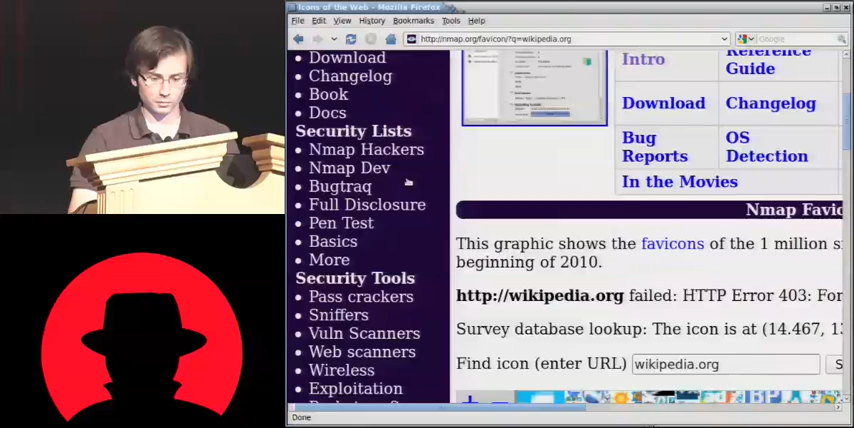 Icons of the Web - Mozilla Firefox
File Edit View History Bookmarks Tools Help
http://nmap.org/favicon/?q=wikipedia.org
Google
Download
Changelog
Book
Docs
Security Lists
Nmap Hackers
Nmap Dev
Bugtraq
Full Disclosure
Pen Test
Basics
More
Security Tools
Pass crackers
Sniffers
Vuln Scanners
Web scanners
Wireless
Exploitation
Intro
Reference
Guide
Download
Changelog
Bug
Reports
OS
Detection
In the Movies
Nmap Favic
This graphic shows the favicons of the 1 million si
beginning of 2010.
http://wikipedia.org failed: HTTP Error 403: For
Survey database lookup: The icon is at (14.467, 13
Find icon (enter URL) wikipedia.org S
Done